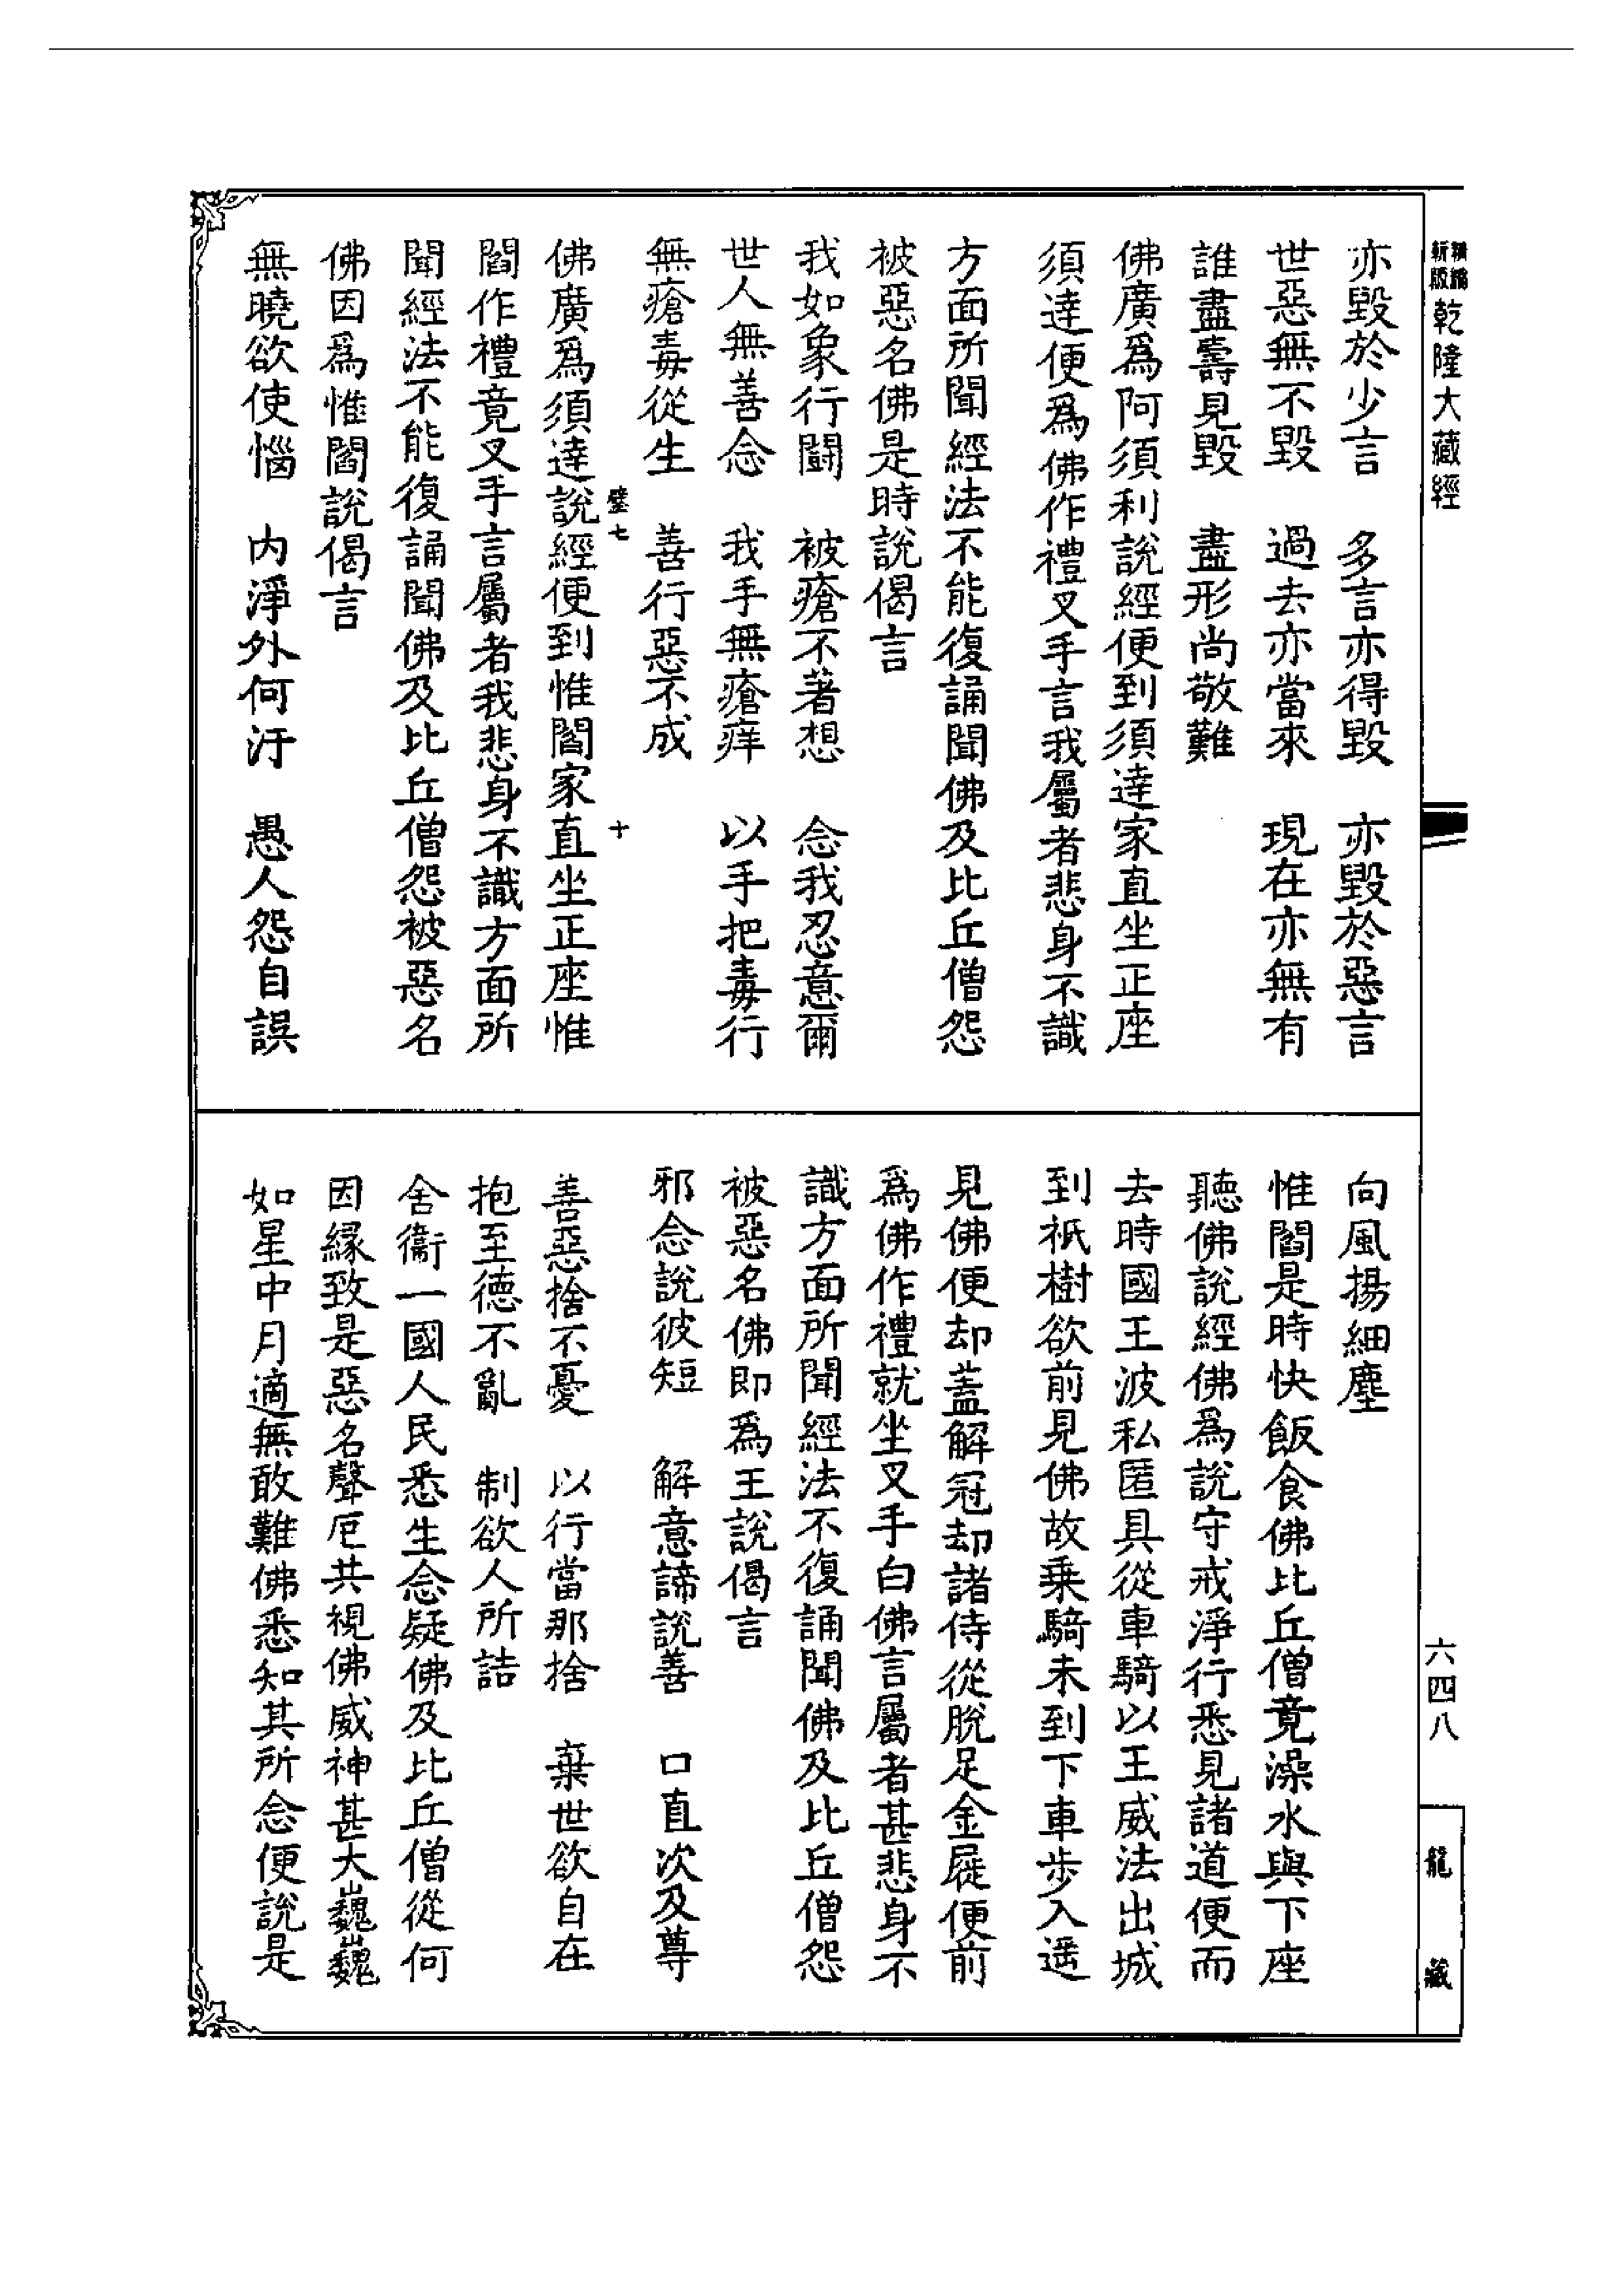 精編新版乾隆大藏經
亦毀於少言　多言亦得毀　亦毀於惡言
世惡無不毀　過去亦當來　現在亦無有
誰盡壽見毀　盡形尚敬難
佛廣爲阿須利說經便到須達家直坐正座
須達便爲佛作禮叉手言我屬者悲身不識
方面所聞經法不能復誦聞佛及比丘僧怨
被惡名佛是時說偈言
我如象行鬪　被瘡不著想　念我忍意爾
世人無善念　我手無瘡痒　以手把毒行
無瘡毒從生　善行惡不成
壁七　十
佛廣爲須達說經便到惟閻家直坐正座惟
閻作禮竟叉手言屬者我悲身不識方面所
聞經法不能復誦聞佛及比丘僧怨被惡名
佛因爲惟閻說偈言
無曉欲使惱　内淨外何汙　愚人怨自誤
向風揚細塵
惟閻是時快飯食佛比丘僧竟澡水與下座
聽佛說經佛爲說守戒淨行悉見諸道便而
去時國王波私匿具從車騎以王威法出城
到祇樹欲前見佛故乗騎未到下車步入遥
見佛便却蓋解冠却諸侍從脫足金屣便前
爲佛作禮就坐叉手白佛言屬者甚悲身不
識方面所聞經法不復誦聞佛及比丘僧怨
被惡名佛即爲王說偈言
邪念說彼短　解意諦說善　口直次及尊
善惡捨不憂　以行當那捨　棄世欲自在
抱至德不亂　制欲人所詰
舍衞一國人民悉生念疑佛及比丘僧從何
因緣致是惡名聲厄共視佛威神甚大巍巍
如星中月適無敢難佛悉知其所念便說是
六四八
龍藏